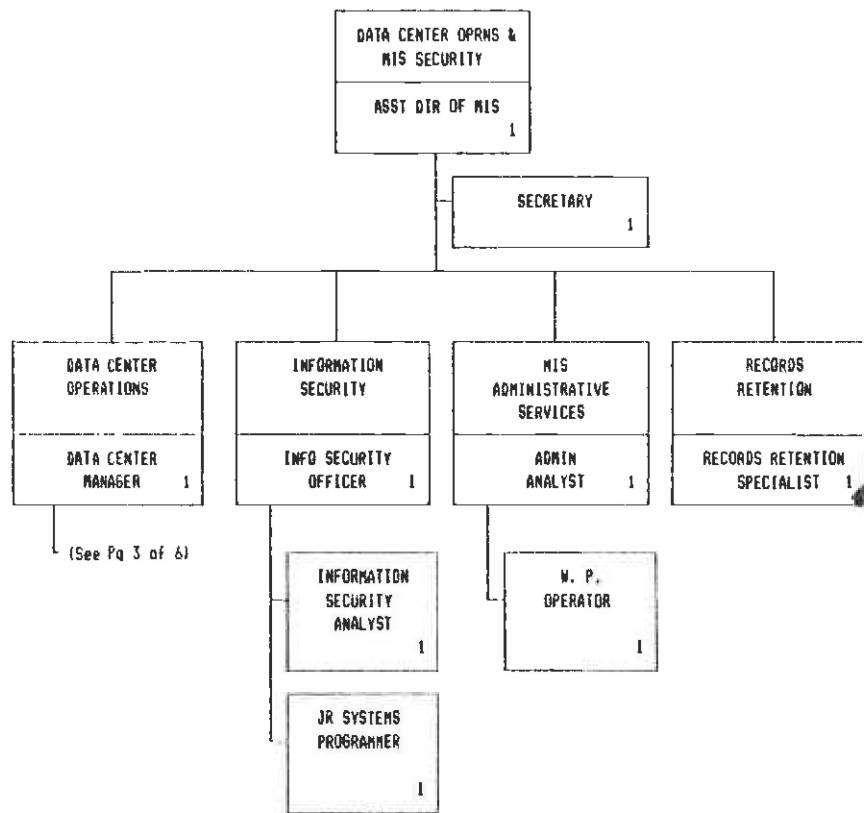 DATA CENTER OPRNS &
MIS SECURITY
ASST DIR OF MIS
1
SECRETARY
1
DATA CENTER
OPERATIONS
DATA CENTER
MANAGER 1
INFORMATION
SECURITY
INFO SECURITY
OFFICER 1
MIS
ADMINISTRATIVE
SERVICES
ADMIN
ANALYST 1
RECORDS
RETENTION
RECORDS RETENTION
SPECIALIST 1
(See Pg 3 of 6)
INFORMATION
SECURITY
ANALYST
1
W. P.
OPERATOR
1
JR SYSTEMS
PROGRAMMER
1